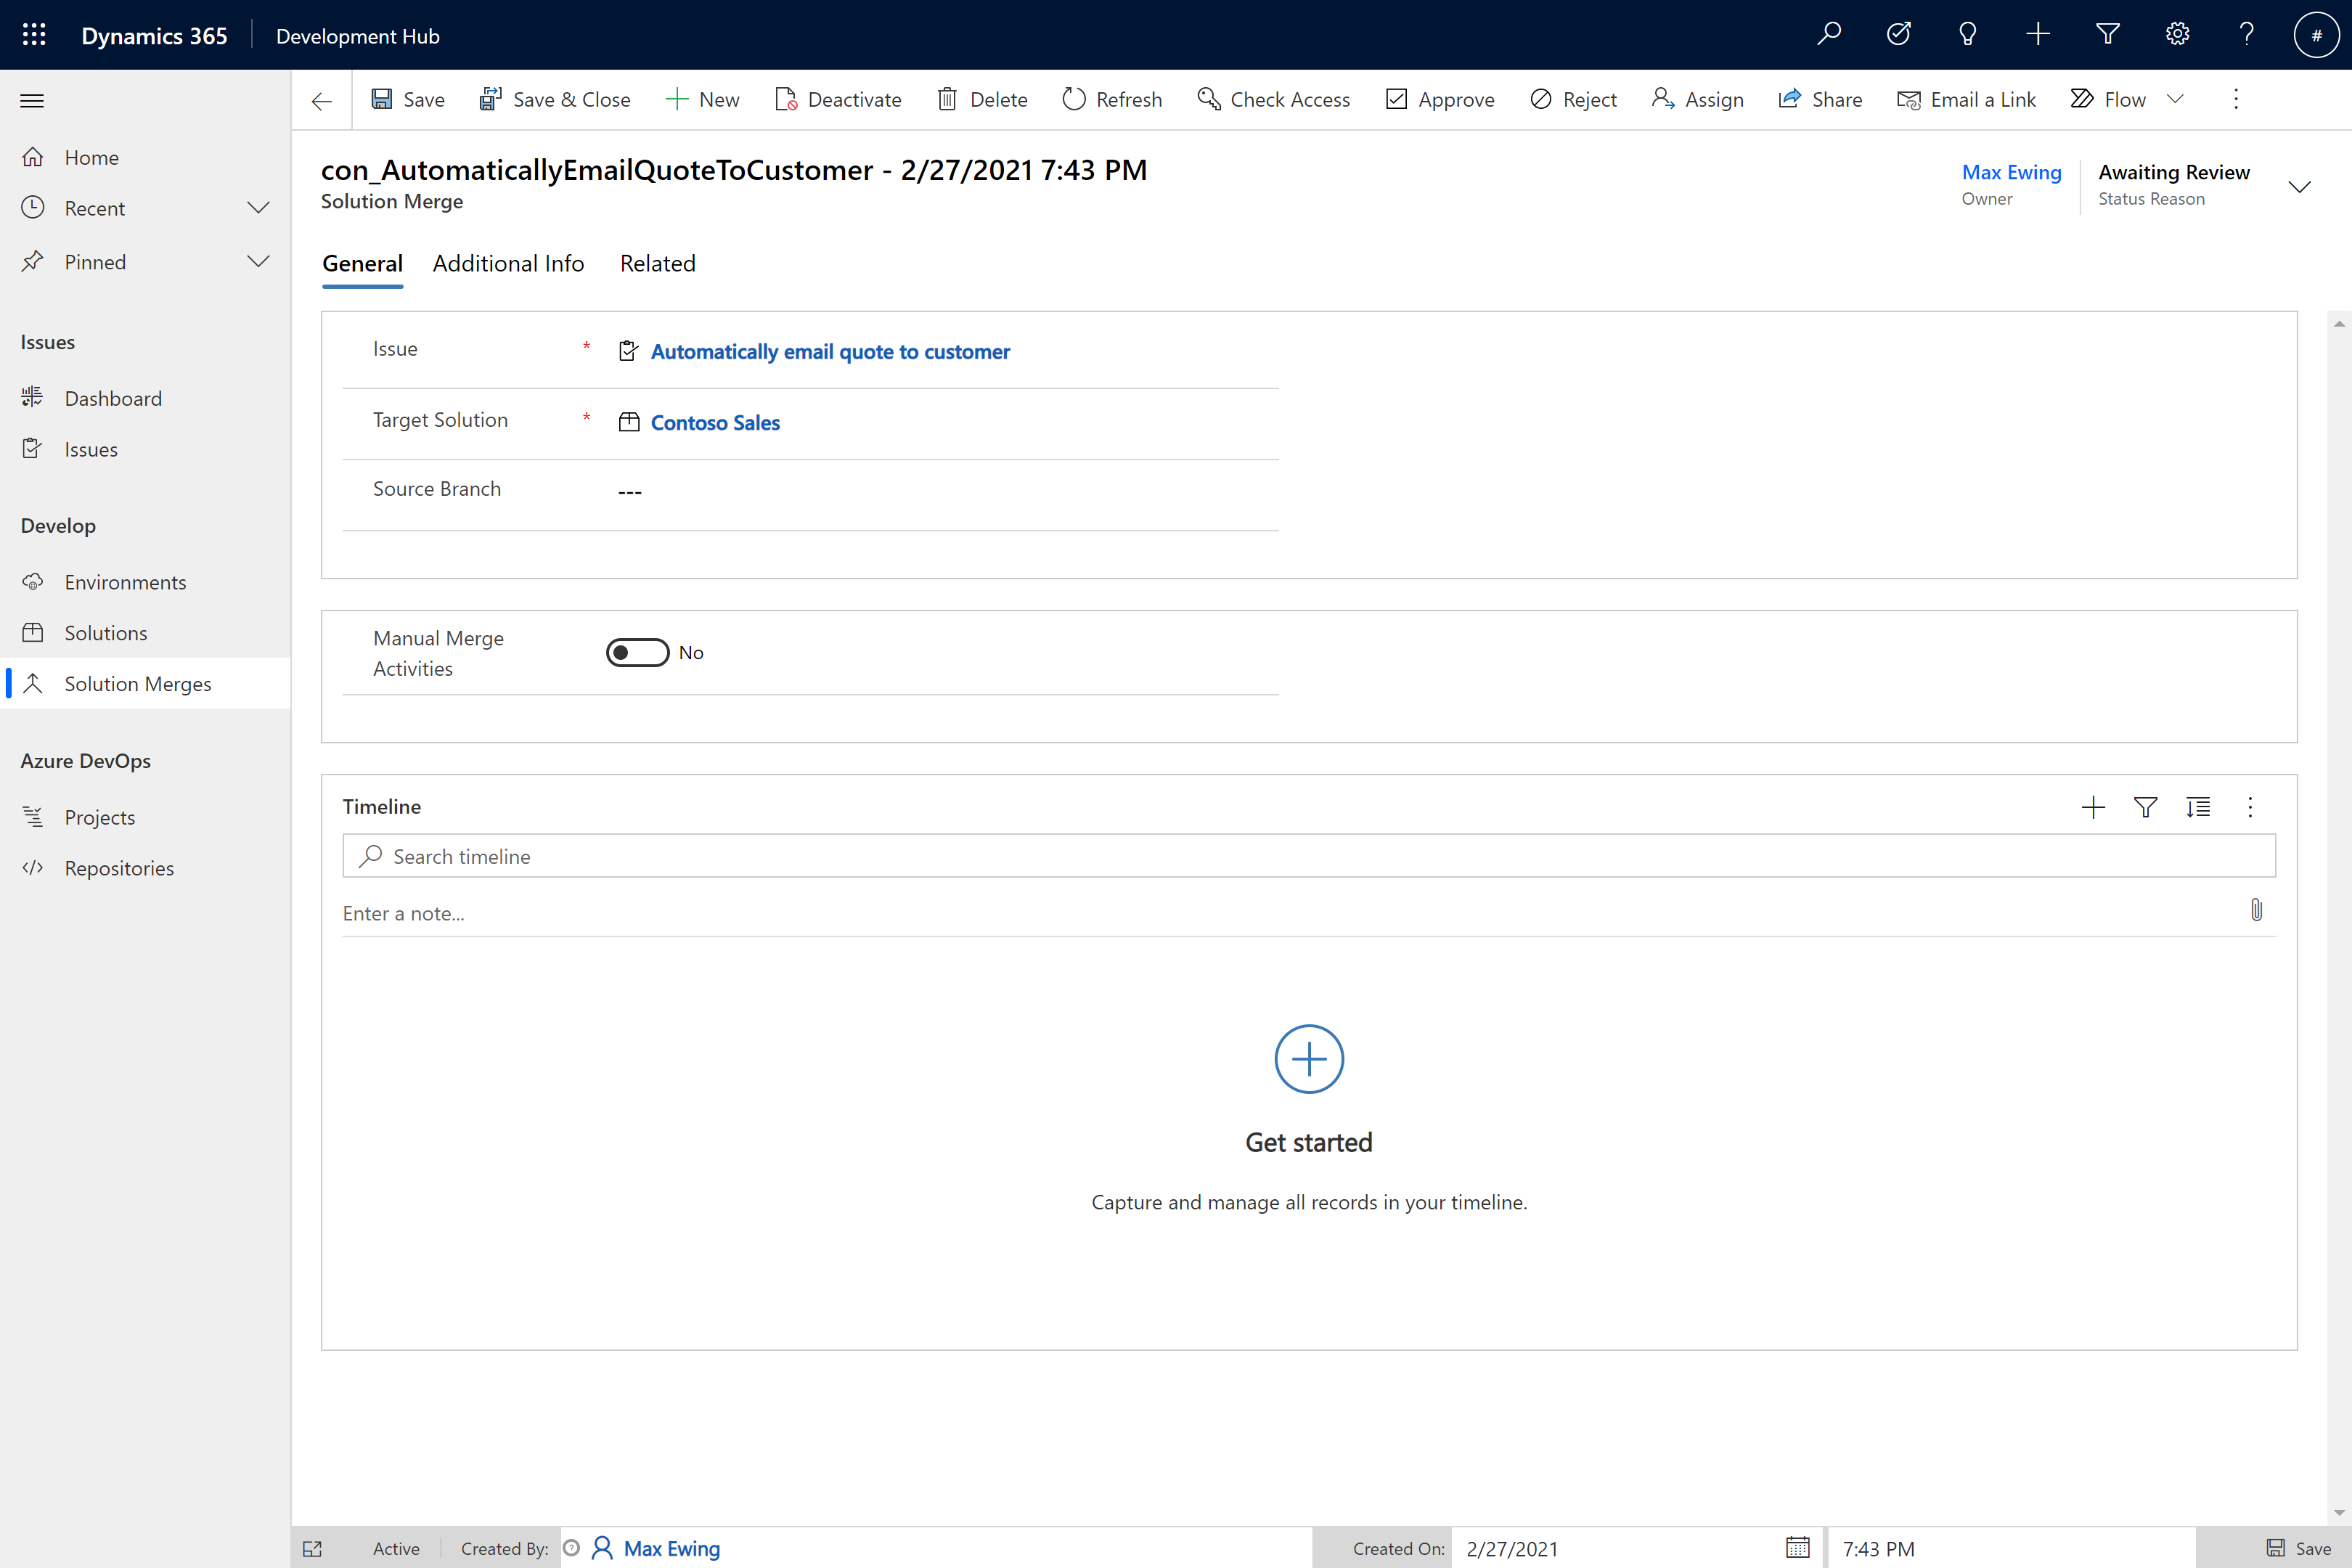 Dynamics 365
Development Hub
#
Save
Save & Close
New
Deactivate
Delete
Refresh
Check Access
Approve
Reject
Assign
Share
Email a Link
Flow
Home
Recent
Pinned
Issues
Dashboard
Issues
Develop
Environments
Solutions
Solution Merges
Azure DevOps
Projects
Repositories
con_AutomaticallyEmailQuoteToCustomer - 2/27/2021 7:43 PM
Solution Merge
Max Ewing
Owner
Awaiting Review
Status Reason
General
Additional Info
Related
Issue
*
Automatically email quote to customer
Target Solution
*
Contoso Sales
Source Branch
---
Manual Merge
Activities
No
Timeline
Search timeline
Enter a note...
Get started
Capture and manage all records in your timeline.
Active
Created By:
Max Ewing
Created On:
2/27/2021
7:43 PM
Save